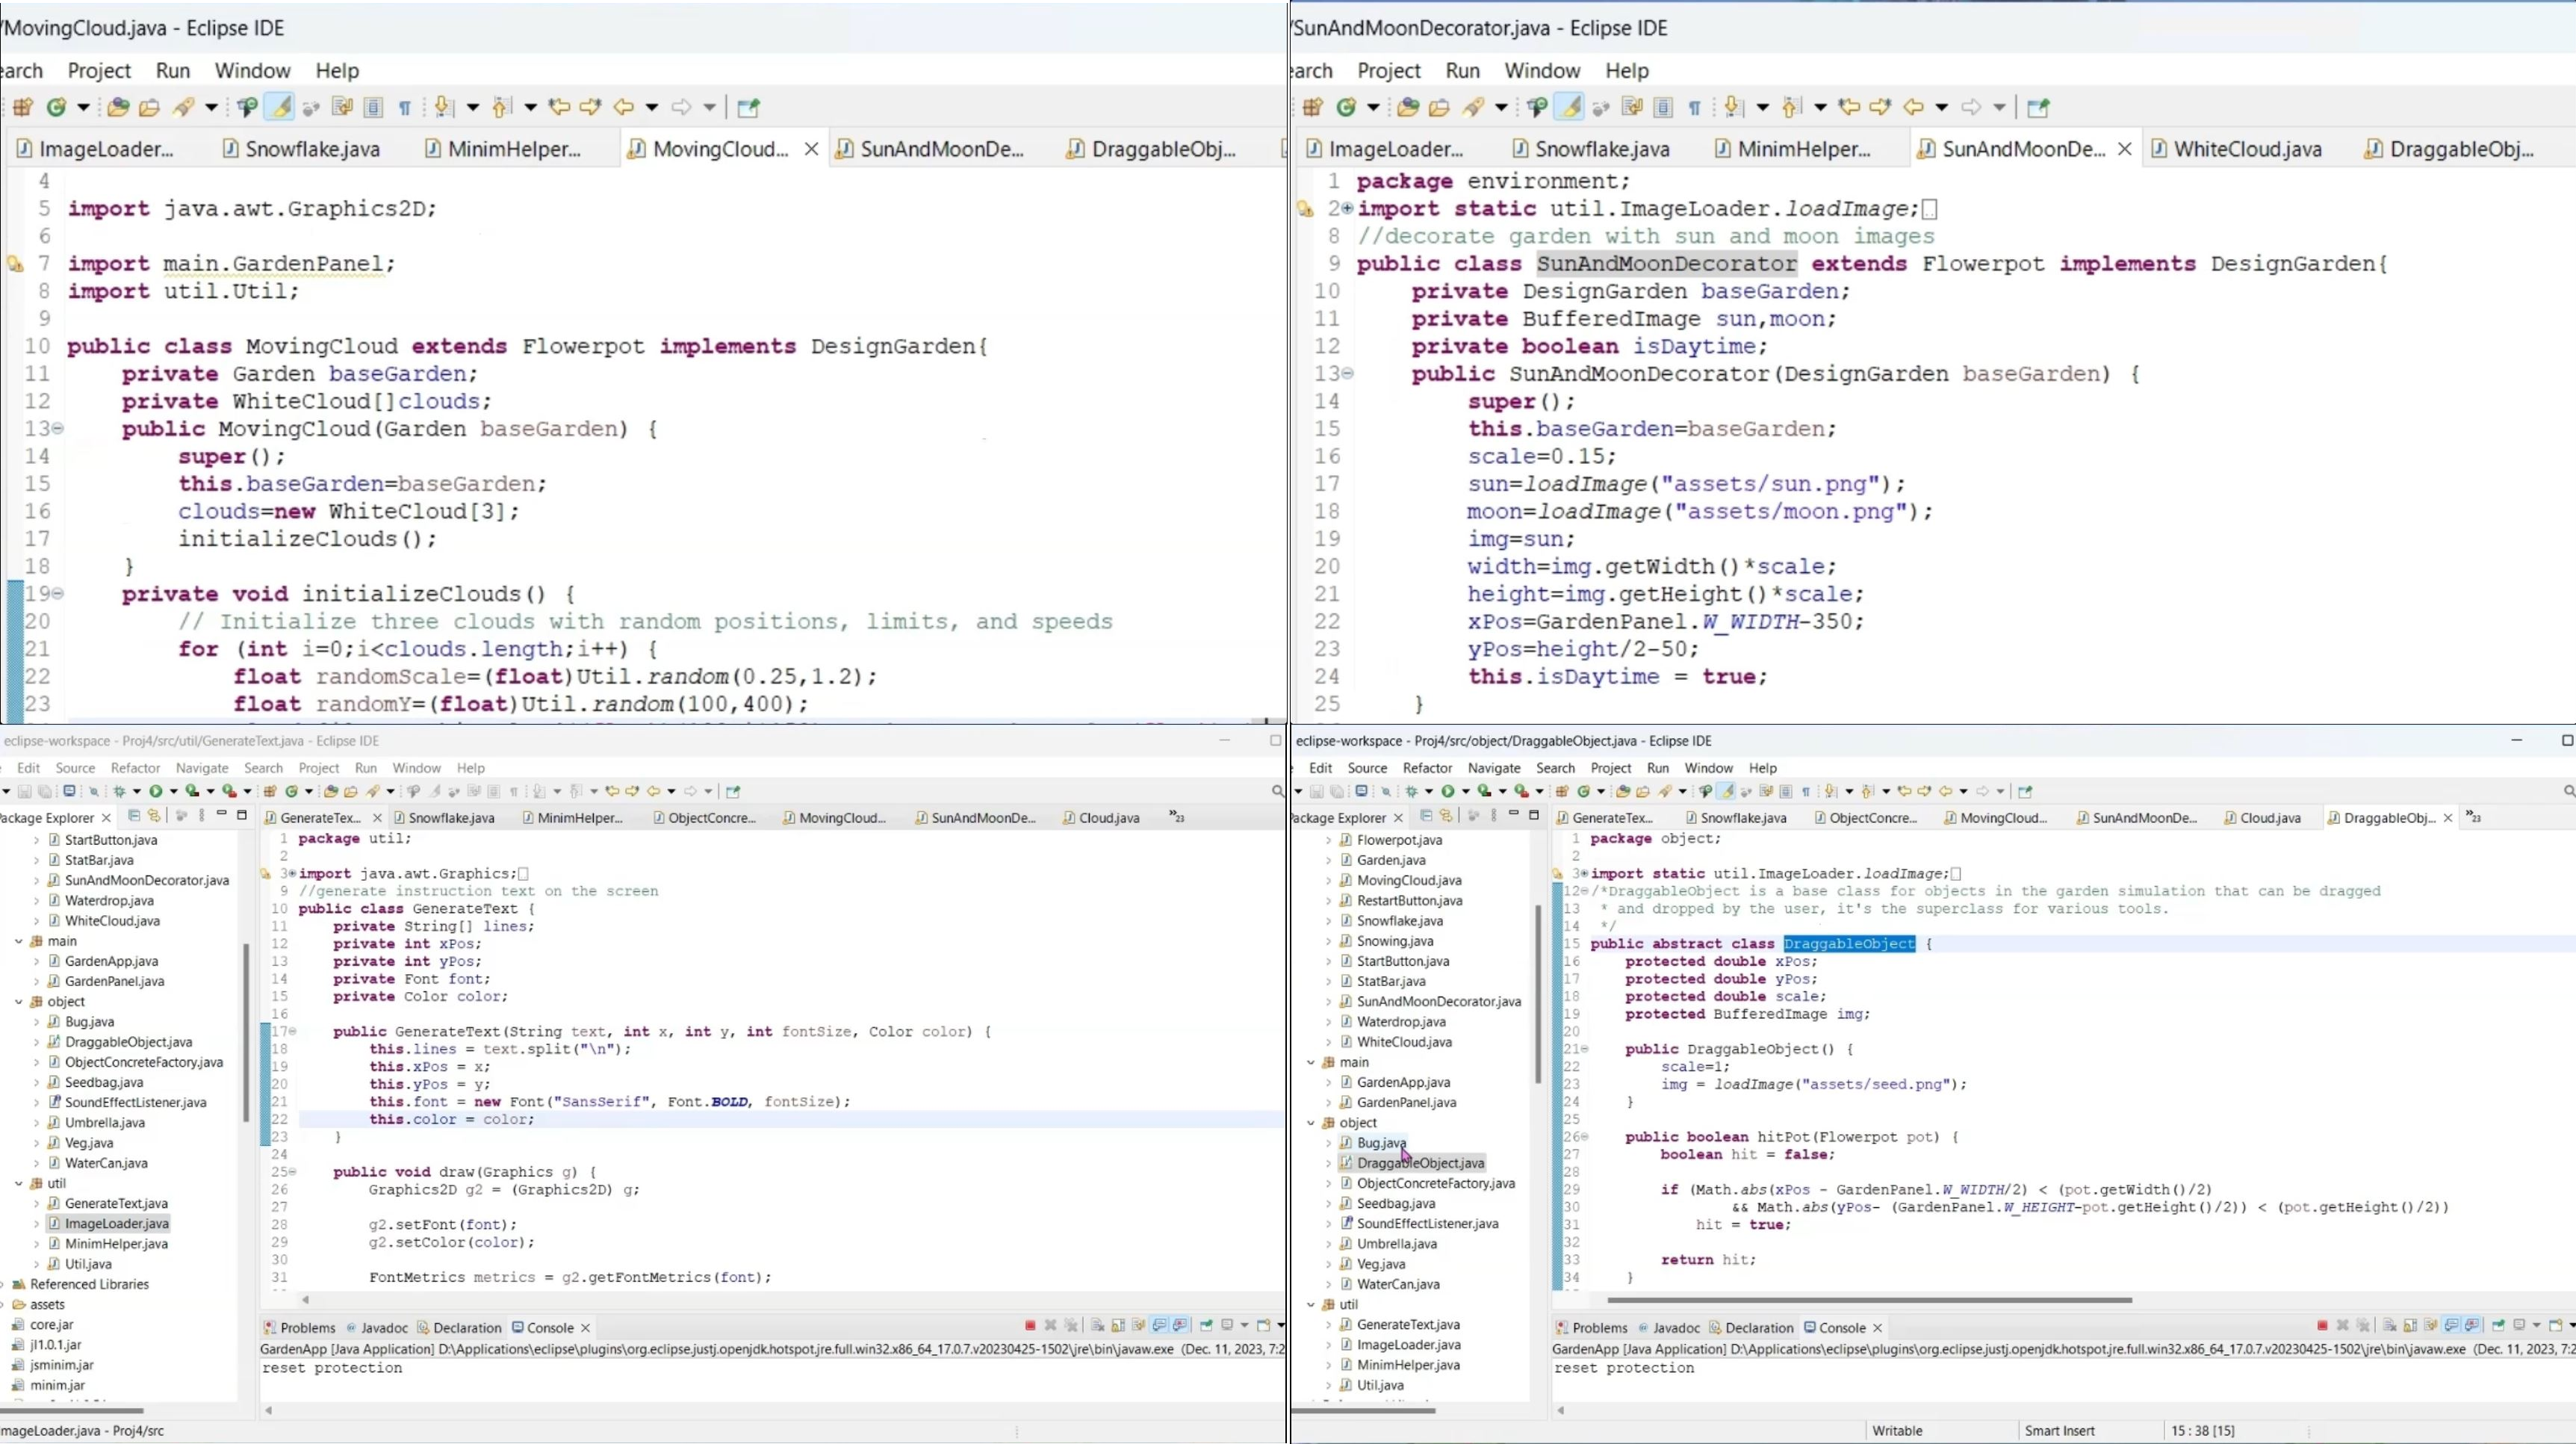 /MovingCloud.java - Eclipse IDE
earch Project Run Window Help
ImageLoader... Snowflake.java MinimHelper... MovingCloud... SunAndMoonDe... DraggableObj...
4
5 import java.awt.Graphics2D;
6
7 import main.GardenPanel;
8 import util.Util;
9
10 public class MovingCloud extends Flowerpot implements DesignGarden{
11 private Garden baseGarden;
12 private WhiteCloud[]clouds;
13 public MovingCloud(Garden baseGarden) {
14 super();
15 this.baseGarden=baseGarden;
16 clouds=new WhiteCloud[3];
17 initializeClouds();
18 }
19 private void initializeClouds() {
20 // Initialize three clouds with random positions, limits, and speeds
21 for (int i=0;i<clouds.length;i++) {
22 float randomScale=(float)Util.random(0.25,1.2);
23 float randomY=(float)Util.random(100,400);
/SunAndMoonDecorator.java - Eclipse IDE
earch Project Run Window Help
ImageLoader... Snowflake.java MinimHelper... SunAndMoonDe... WhiteCloud.java DraggableObj...
1 package environment;
2 import static util.ImageLoader.loadImage;
8 //decorate garden with sun and moon images
9 public class SunAndMoonDecorator extends Flowerpot implements DesignGarden{
10 private DesignGarden baseGarden;
11 private BufferedImage sun,moon;
12 private boolean isDaytime;
13 public SunAndMoonDecorator(DesignGarden baseGarden) {
14 super();
15 this.baseGarden=baseGarden;
16 scale=0.15;
17 sun=loadImage("assets/sun.png");
18 moon=loadImage("assets/moon.png");
19 img=sun;
20 width=img.getWidth()*scale;
21 height=img.getHeight()*scale;
22 xPos=GardenPanel.W_WIDTH-350;
23 yPos=height/2-50;
24 this.isDaytime = true;
25 }
eclipse-workspace - Proj4/src/util/GenerateText.java - Eclipse IDE
Edit Source Refactor Navigate Search Project Run Window Help
Package Explorer
StartButton.java
StatBar.java
SunAndMoonDecorator.java
Waterdrop.java
WhiteCloud.java
main
GardenApp.java
GardenPanel.java
object
Bug.java
DraggableObject.java
ObjectConcreteFactory.java
Seedbag.java
SoundEffectListener.java
Umbrella.java
Veg.java
WaterCan.java
util
GenerateText.java
ImageLoader.java
MinimHelper.java
Util.java
Referenced Libraries
assets
core.jar
jl1.0.1.jar
jsminim.jar
minim.jar
GenerateTex... Snowflake.java MinimHelper... ObjectConcre... MovingCloud... SunAndMoonDe... Cloud.java 23
1 package util;
2
3 import java.awt.Graphics;
9 //generate instruction text on the screen
10 public class GenerateText {
11 private String[] lines;
12 private int xPos;
13 private int yPos;
14 private Font font;
15 private Color color;
16
17 public GenerateText(String text, int x, int y, int fontSize, Color color) {
18 this.lines = text.split("\n");
19 this.xPos = x;
20 this.yPos = y;
21 this.font = new Font("SansSerif", Font.BOLD, fontSize);
22 this.color = color;
23 }
24
25 public void draw(Graphics g) {
26 Graphics2D g2 = (Graphics2D) g;
27
28 g2.setFont(font);
29 g2.setColor(color);
30
31 FontMetrics metrics = g2.getFontMetrics(font);
Problems Javadoc Declaration Console
GardenApp [Java Application] D:\Applications\eclipse\plugins\org.eclipse.justj.openjdk.hotspot.jre.full.win32.x86_64_17.0.7.v20230425-1502\jre\bin\javaw.exe (Dec. 11, 2023, 7:2
reset protection
mageLoader.java - Proj4/src
eclipse-workspace - Proj4/src/object/DraggableObject.java - Eclipse IDE
Edit Source Refactor Navigate Search Project Run Window Help
Package Explorer
Flowerpot.java
Garden.java
MovingCloud.java
RestartButton.java
Snowflake.java
Snowing.java
StartButton.java
StatBar.java
SunAndMoonDecorator.java
Waterdrop.java
WhiteCloud.java
main
GardenApp.java
GardenPanel.java
object
Bug.java
DraggableObject.java
ObjectConcreteFactory.java
Seedbag.java
SoundEffectListener.java
Umbrella.java
Veg.java
WaterCan.java
util
GenerateText.java
ImageLoader.java
MinimHelper.java
Util.java
GenerateTex... Snowflake.java ObjectConcre... MovingCloud... SunAndMoonDe... Cloud.java DraggableObj... 23
1 package object;
2
3 import static util.ImageLoader.loadImage;
12 /*DraggableObject is a base class for objects in the garden simulation that can be dragged
13 * and dropped by the user, it's the superclass for various tools.
14 */
15 public abstract class DraggableObject {
16 protected double xPos;
17 protected double yPos;
18 protected double scale;
19 protected BufferedImage img;
20
21 public DraggableObject() {
22 scale=1;
23 img = loadImage("assets/seed.png");
24 }
25
26 public boolean hitPot(Flowerpot pot) {
27 boolean hit = false;
28
29 if (Math.abs(xPos - GardenPanel.W_WIDTH/2) < (pot.getWidth()/2)
30 && Math.abs(yPos- (GardenPanel.W_HEIGHT-pot.getHeight()/2)) < (pot.getHeight()/2))
31 hit = true;
32
33 return hit;
34 }
Problems Javadoc Declaration Console
GardenApp [Java Application] D:\Applications\eclipse\plugins\org.eclipse.justj.openjdk.hotspot.jre.full.win32.x86_64_17.0.7.v20230425-1502\jre\bin\javaw.exe (Dec. 11, 2023, 7:2
reset protection
Writable Smart Insert 15 : 38 [15]